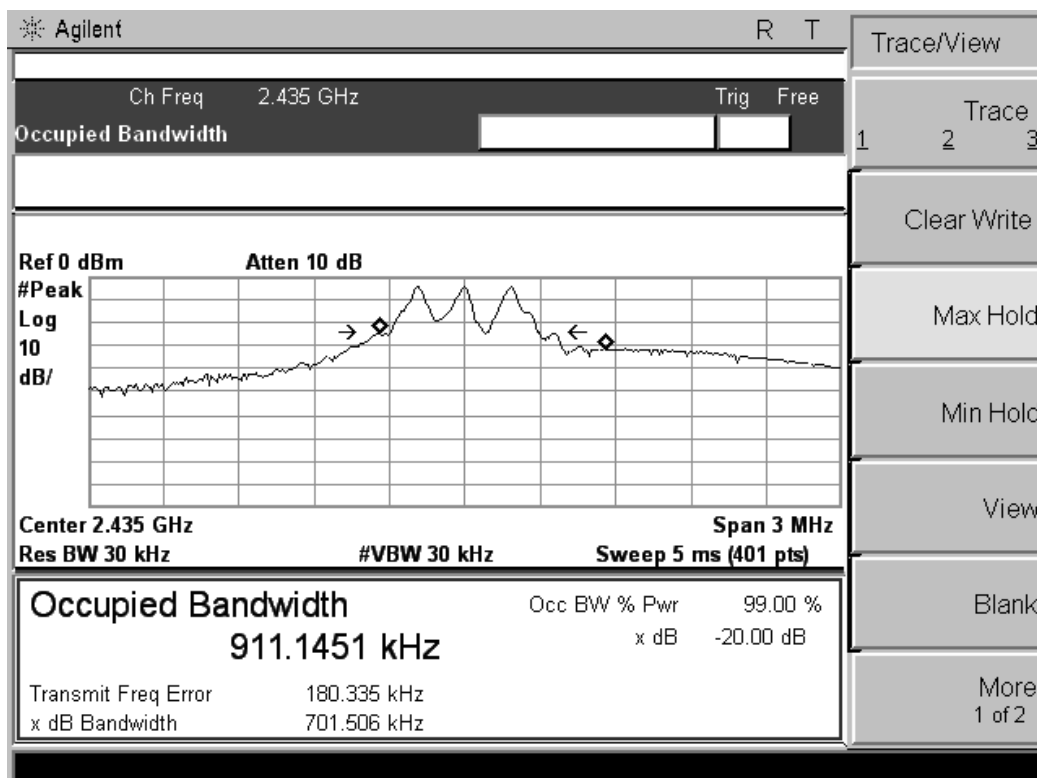 Agilent R T
Ch Freq 2.435 GHz Trig Free
Occupied Bandwidth
Ref 0 dBm Atten 10 dB
#Peak
Log
10
dB/
Center 2.435 GHz Span 3 MHz
Res BW 30 kHz #VBW 30 kHz Sweep 5 ms (401 pts)
Occupied Bandwidth Occ BW % Pwr 99.00 %
911.1451 kHz x dB -20.00 dB
Transmit Freq Error 180.335 kHz
x dB Bandwidth 701.506 kHz
Trace/View
Trace
1 2 3
Clear Write
Max Hold
Min Hold
View
Blank
More
1 of 2